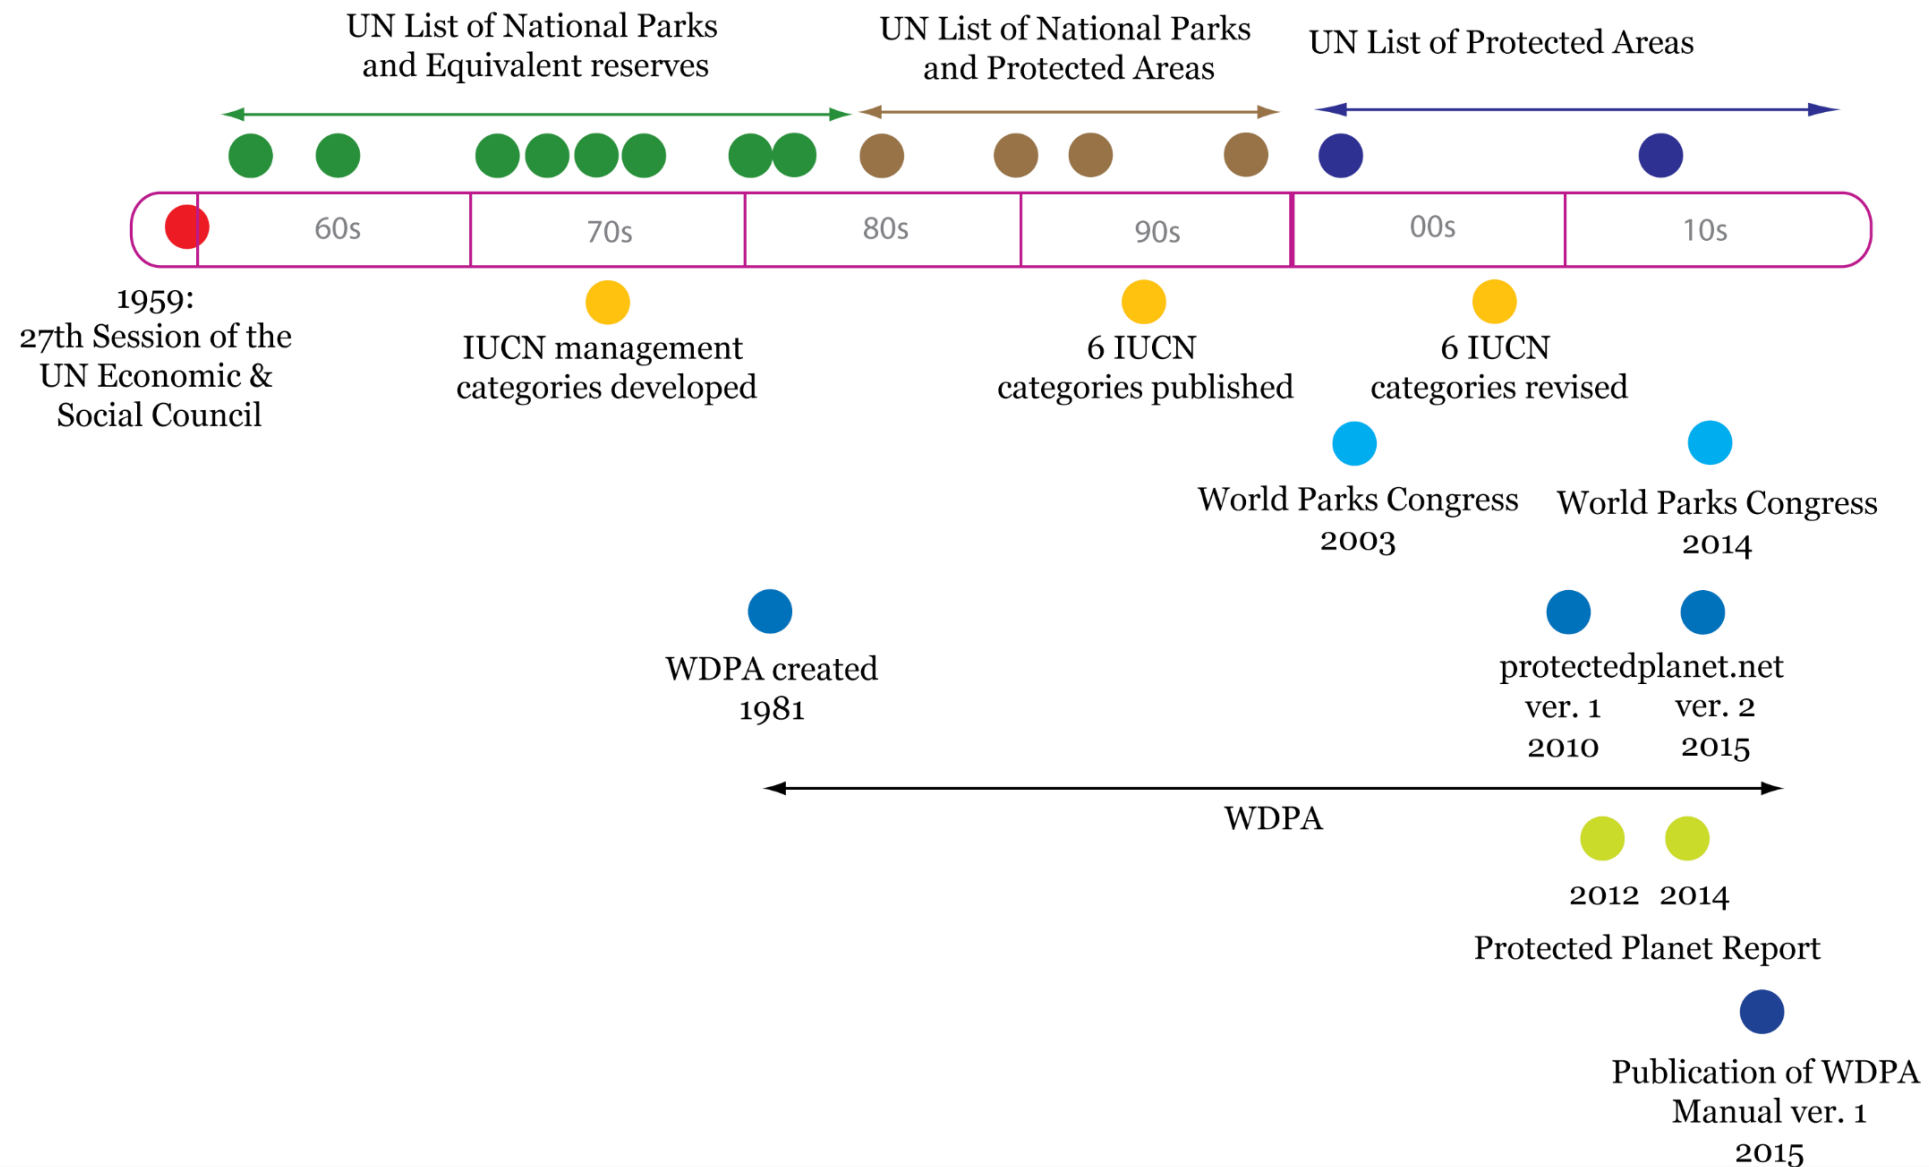 UN List of National Parks
and Equivalent reserves
UN List of National Parks
and Protected Areas
UN List of Protected Areas
60s
70s
80s
90s
00s
10s
1959:
27th Session of the
UN Economic &
Social Council
IUCN management
categories developed
6 IUCN
categories published
6 IUCN
categories revised
World Parks Congress
2003
World Parks Congress
2014
WDPA created
1981
protectedplanet.net
ver. 1
2010
ver. 2
2015
WDPA
2012
2014
Protected Planet Report
Publication of WDPA
Manual ver. 1
2015